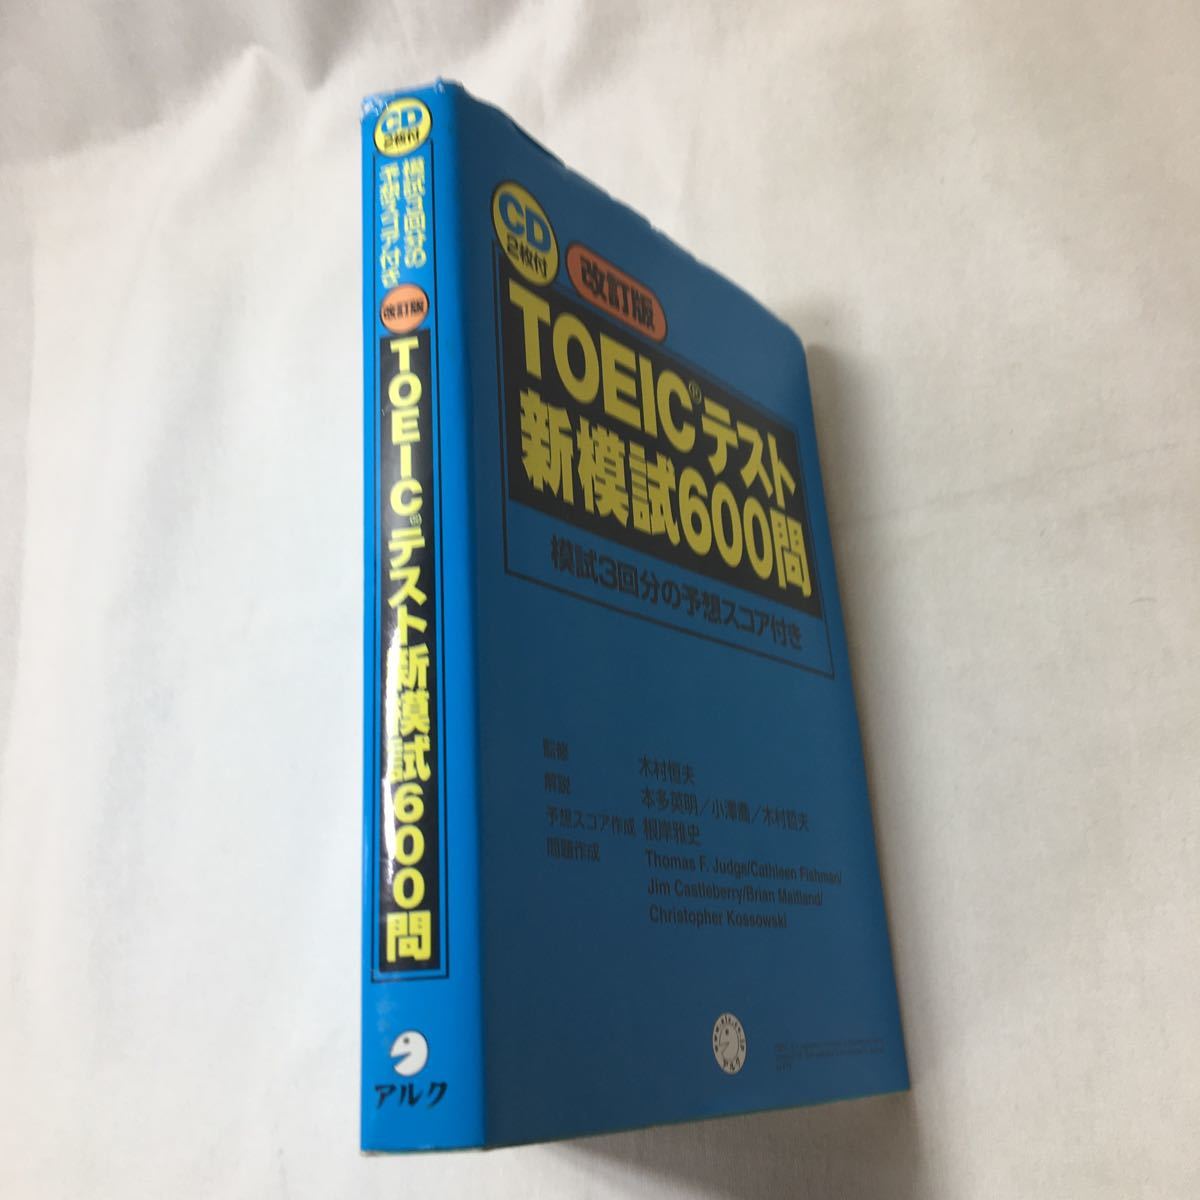 CD
2枚付
模試3回分の
予想スコア付き
改訂版
TOEIC®テスト新模試600問
アルク
CD
2枚付
改訂版
TOEIC®テスト
新模試600問
模試3回分の予想スコア付き
監修 木村恒夫
解説 本多英明／小澤喬／木村哲夫
予想スコア作成 根岸雅史
問題作成 Thomas F. Judge/Cathleen Fishman/
Jim Castleberry/Brian Maitland/
Christopher Kossowski
アルク